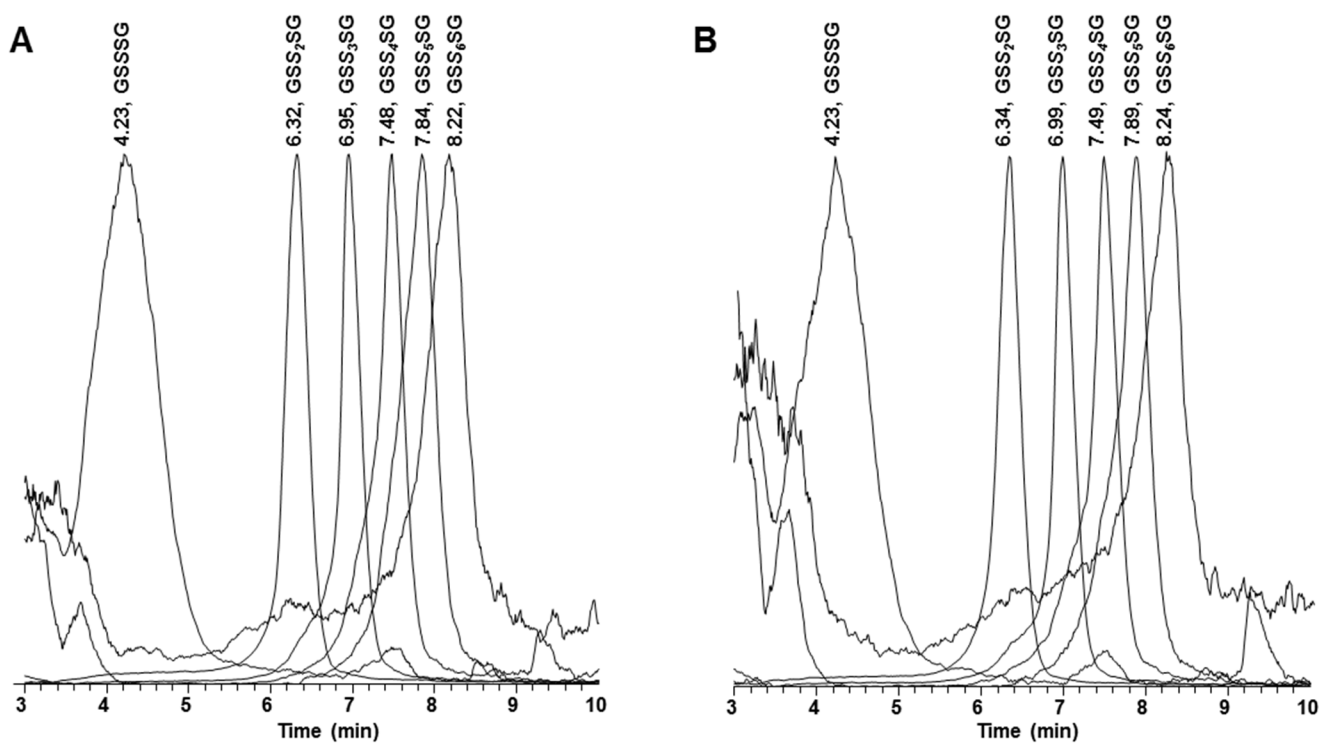 A
4.23, GSSSG
6.32, GSS₂SG
6.95, GSS₃SG
7.48, GSS₄SG
7.84, GSS₅SG
8.22, GSS₆SG
3 4 5 6 7 8 9 10
Time (min)
B
4.23, GSSSG
6.34, GSS₂SG
6.99, GSS₃SG
7.49, GSS₄SG
7.89, GSS₅SG
8.24, GSS₆SG
3 4 5 6 7 8 9 10
Time (min)